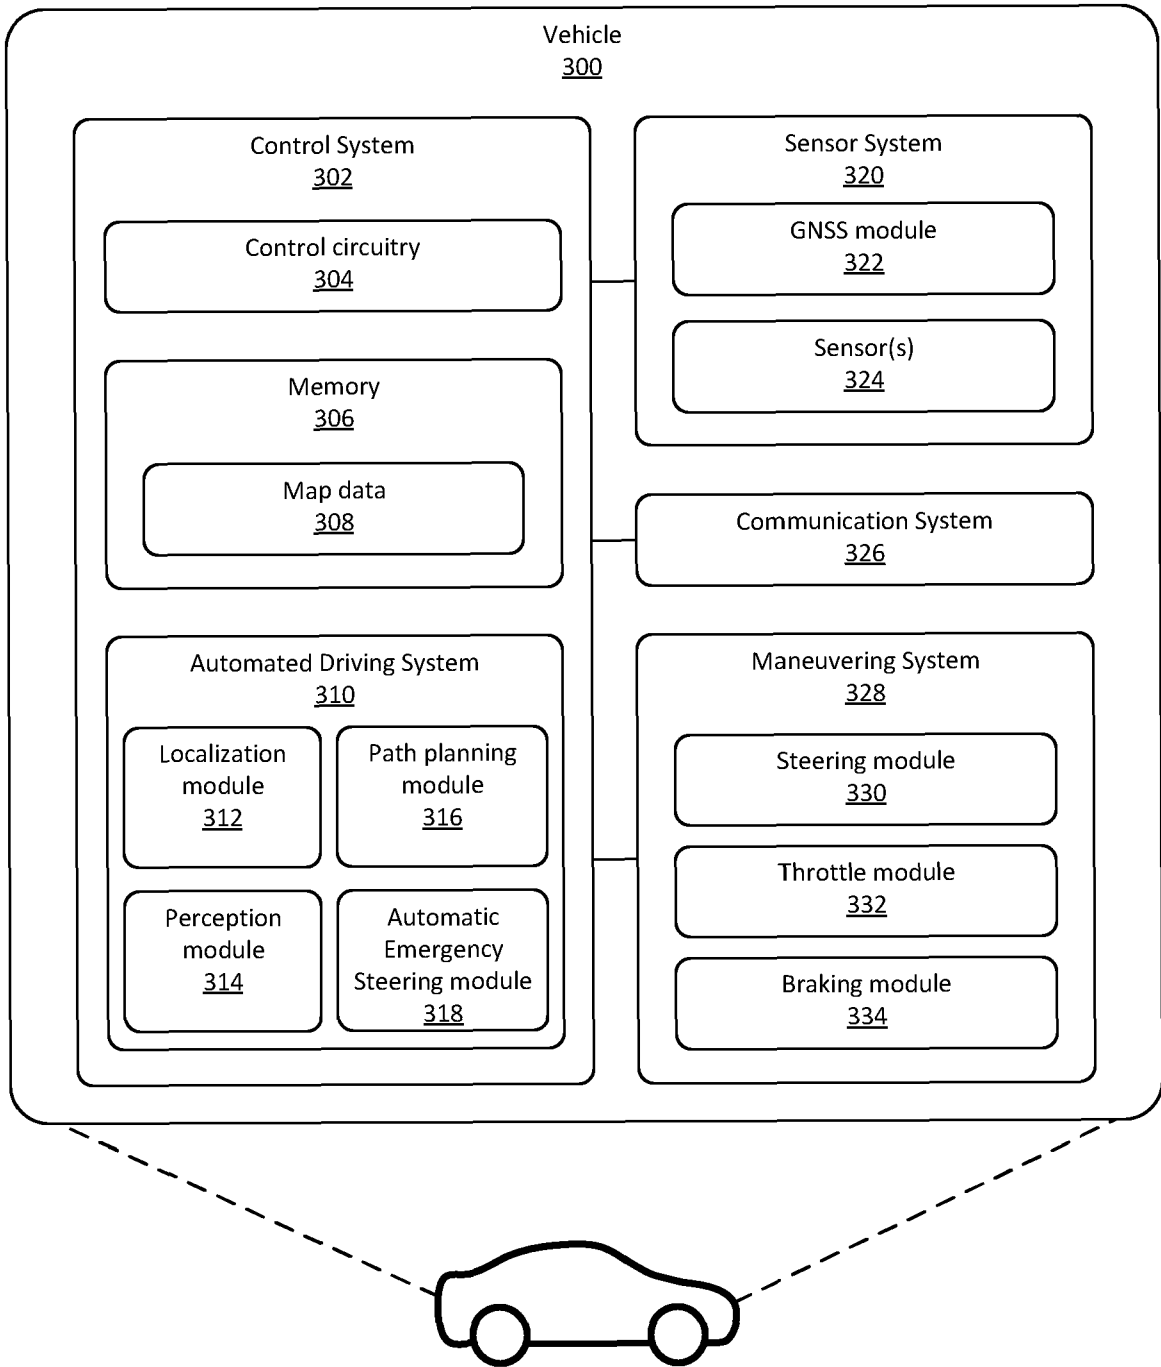 Vehicle
300
Control System
302
Control circuitry
304
Memory
306
Map data
308
Automated Driving System
310
Localization
module
312
Path planning
module
316
Perception
module
314
Automatic
Emergency
Steering module
318
Sensor System
320
GNSS module
322
Sensor(s)
324
Communication System
326
Maneuvering System
328
Steering module
330
Throttle module
332
Braking module
334